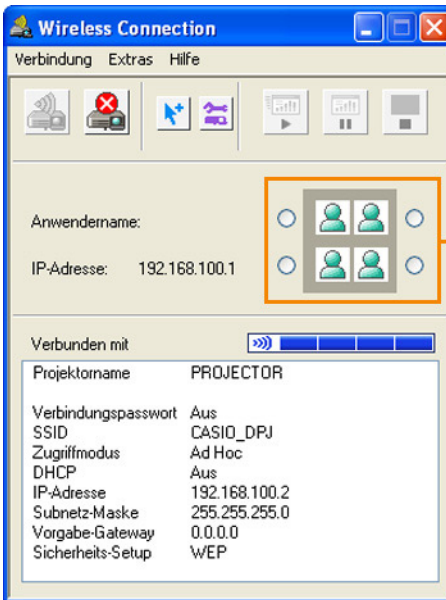 Wireless Connection
Verbindung Extras Hilfe
Anwendername:
IP-Adresse: 192.168.100.1
Verbunden mit
Projektorname PROJECTOR
Verbindungspasswort Aus
SSID CASIO_DPJ
Zugriffmodus Ad Hoc
DHCP Aus
IP-Adresse 192.168.100.2
Subnetz-Maske 255.255.255.0
Vorgabe-Gateway 0.0.0.0
Sicherheits-Setup WEP